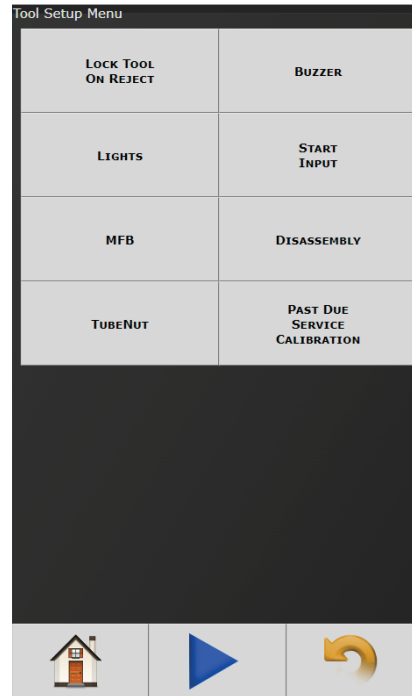 Tool Setup Menu
Lock Tool
On Reject
Buzzer
Lights
Start
Input
MFB
Disassembly
TubeNut
Past Due
Service
Calibration